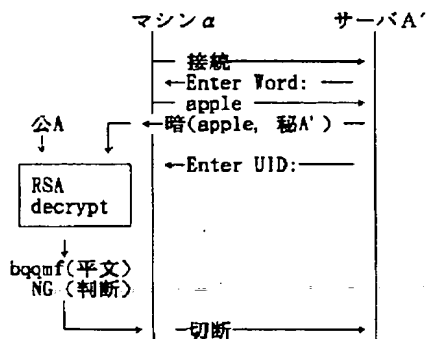 マシンα サーバA′
接続
Enter Word:
apple
公A
暗(apple, 秘A')
Enter UID:
RSA
decrypt
bqqmf(平文)
NG (判断)
切断